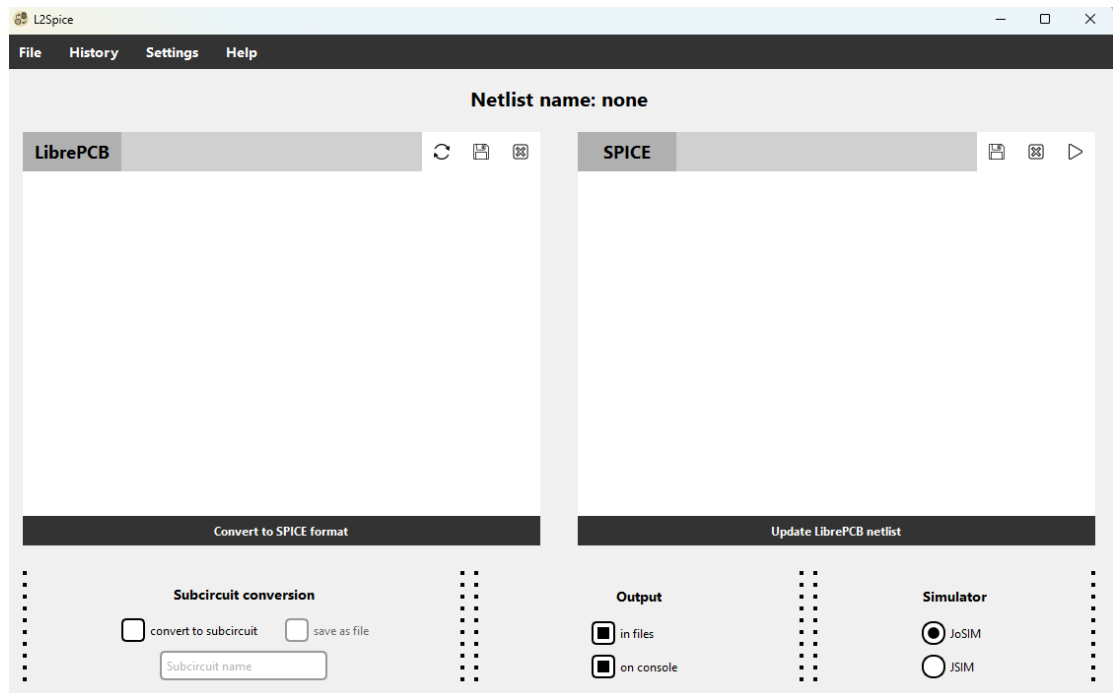 L2Spice
File History Settings Help
Netlist name: none
LibrePCB
SPICE
Convert to SPICE format
Update LibrePCB netlist
Subcircuit conversion
convert to subcircuit save as file
Subcircuit name
Output
in files
on console
Simulator
JoSIM
JSIM